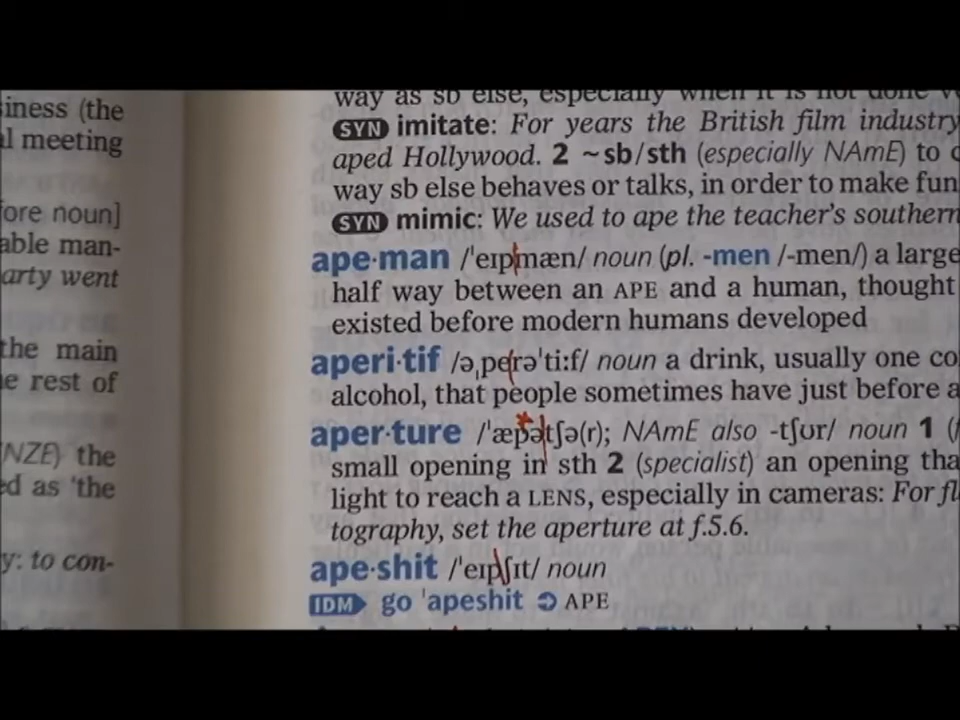 siness (the
l meeting
fore noun]
able man-
arty went
the main
e rest of
NZE) the
ed as 'the
y: to con-
way as sb else, especially when it is not done
SYN imitate: For years the British film industry
aped Hollywood. 2 ~sb/sth (especially NAmE) to
way sb else behaves or talks, in order to make fun
SYN mimic: We used to ape the teacher's southern
ape·man /ˈeɪpmæn/ noun (pl. -men /-men/) a large
half way between an APE and a human, thought
existed before modern humans developed
aperi·tif /əˌperəˈtiːf/ noun a drink, usually one co
alcohol, that people sometimes have just before a
aper·ture /ˈæpətʃə(r); NAmE also -tʃʊr/ noun 1
small opening in sth 2 (specialist) an opening tha
light to reach a LENS, especially in cameras: For fl
tography, set the aperture at f.5.6.
ape·shit /ˈeɪpʃɪt/ noun
IDM go ˈapeshit ➲ APE